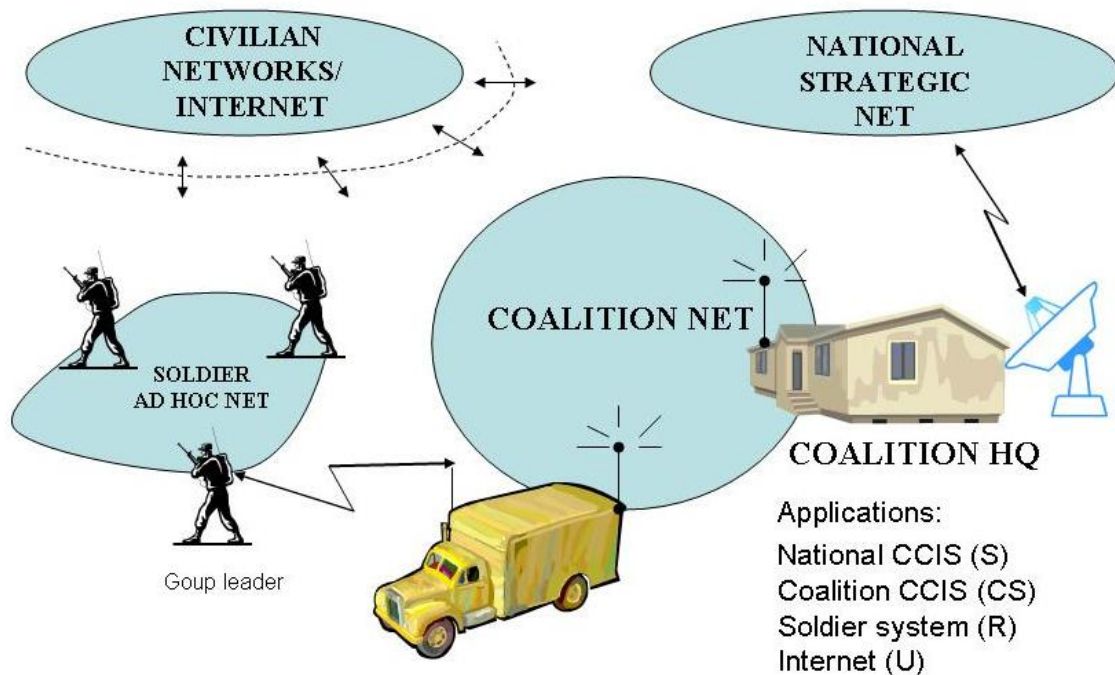 CIVILIAN
NETWORKS/
INTERNET
NATIONAL
STRATEGIC
NET
COALITION NET
SOLDIER
AD HOC NET
Goup leader
COALITION HQ
Applications:
National CCIS (S)
Coalition CCIS (CS)
Soldier system (R)
Internet (U)